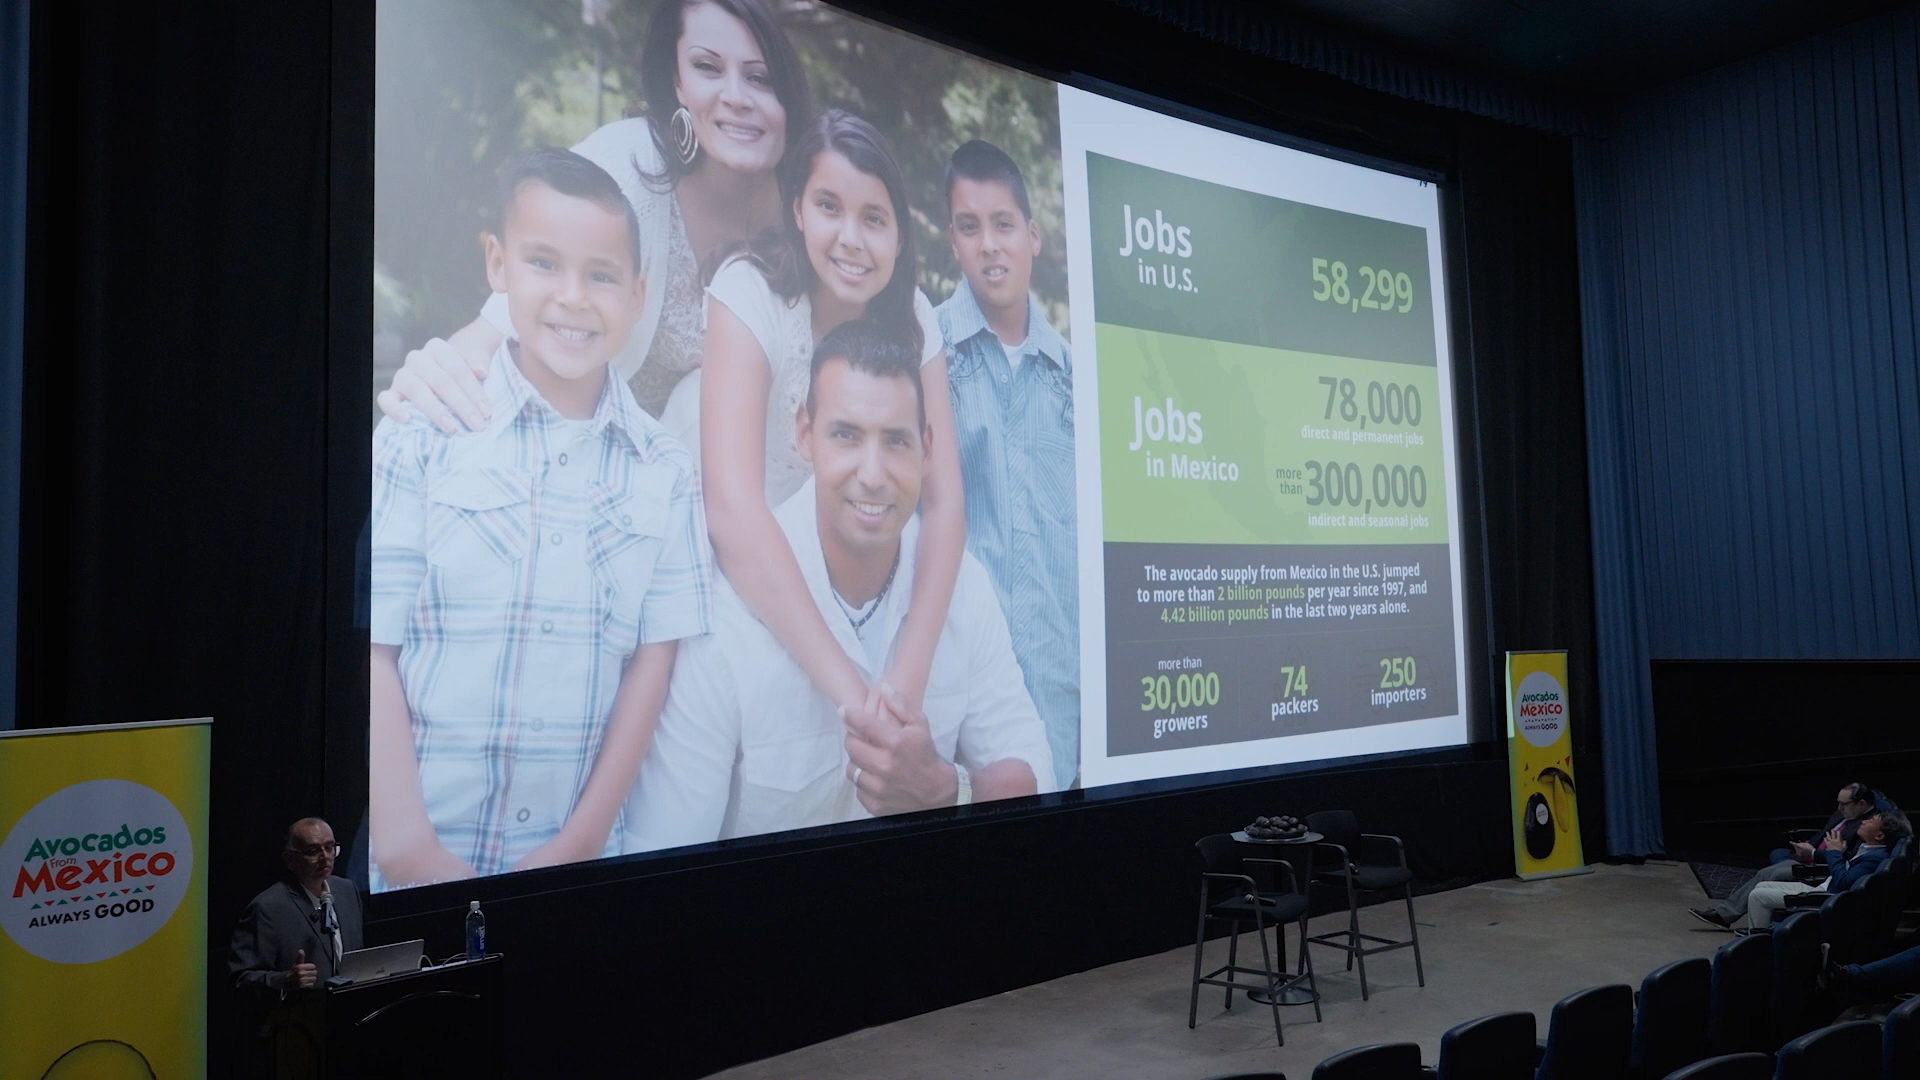 Jobs
in U.S.
58,299
Jobs
in Mexico
78,000
direct and permanent jobs
more
than
300,000
indirect and seasonal jobs
The avocado supply from Mexico in the U.S. jumped
to more than 2 billion pounds per year since 1997, and
4.42 billion pounds in the last two years alone.
more than
30,000
growers
74
packers
250
importers
Avocados
From
Mexico
ALWAYS GOOD
Avocados
From
Mexico
ALWAYS GOOD